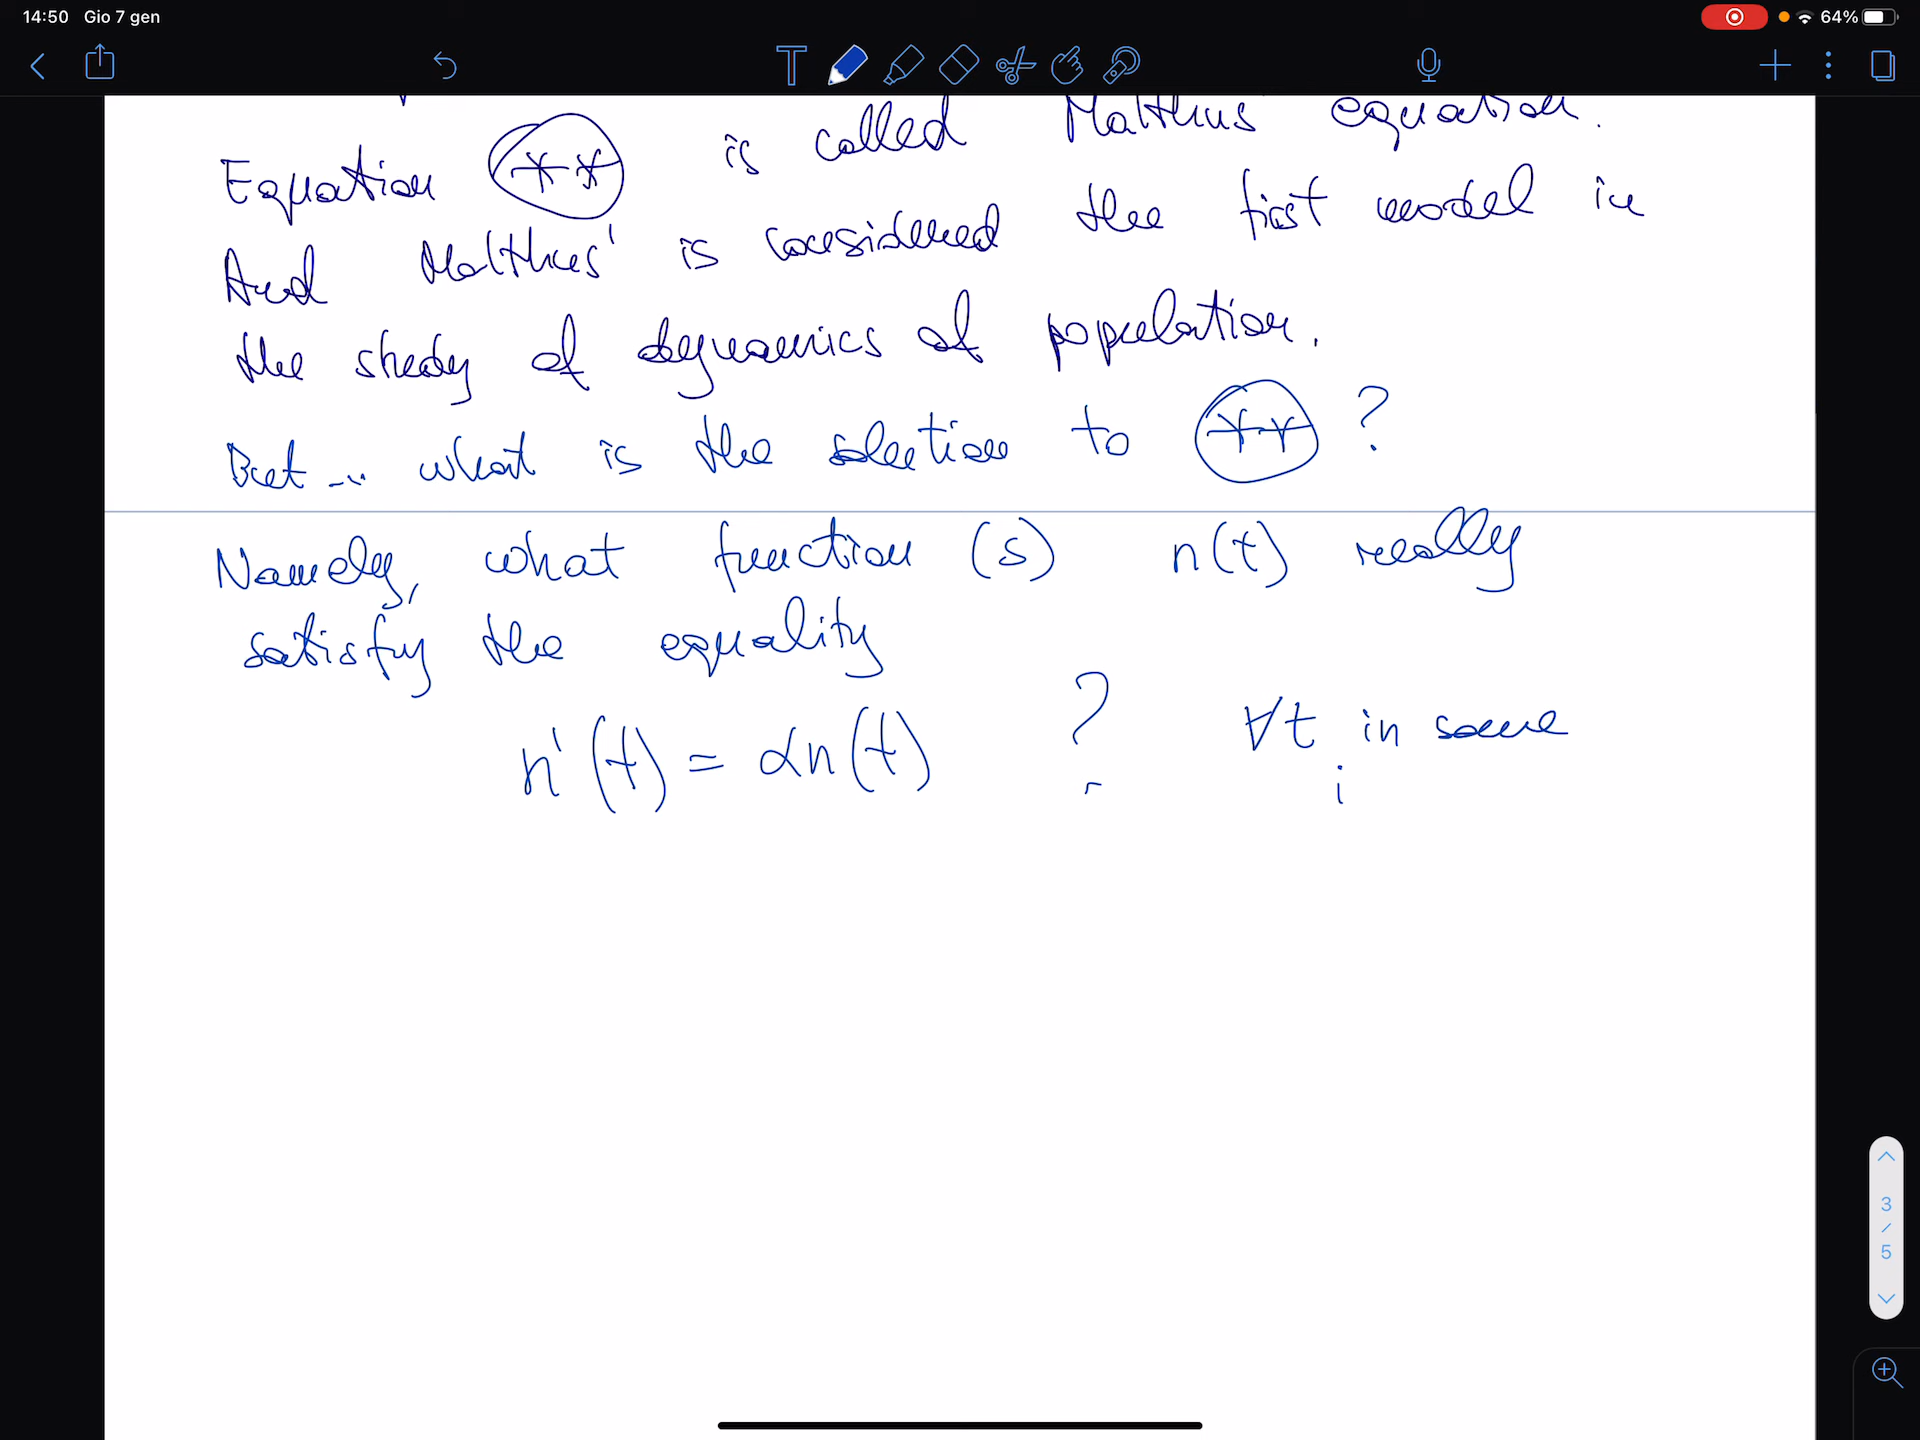 14:50 Gio 7 gen 64%
Equation ** is called Malthus' equation.
And Malthus' is considered the first model in
the study of dynamics of population.
But ... what is the solution to ** ?
Namely, what function (s) n(t) really
satisfy the equality
n'(t) = αn(t) ? ∀t in some
i
3
/
5